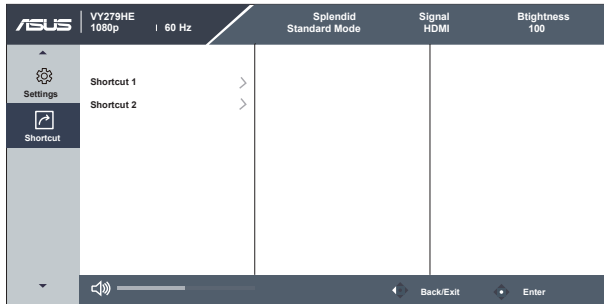 ASUS
VY279HE
1080p | 60 Hz
Splendid
Standard Mode
Signal
HDMI
Btightness
100
Settings
Shortcut
Shortcut 1
Shortcut 2
Back/Exit
Enter